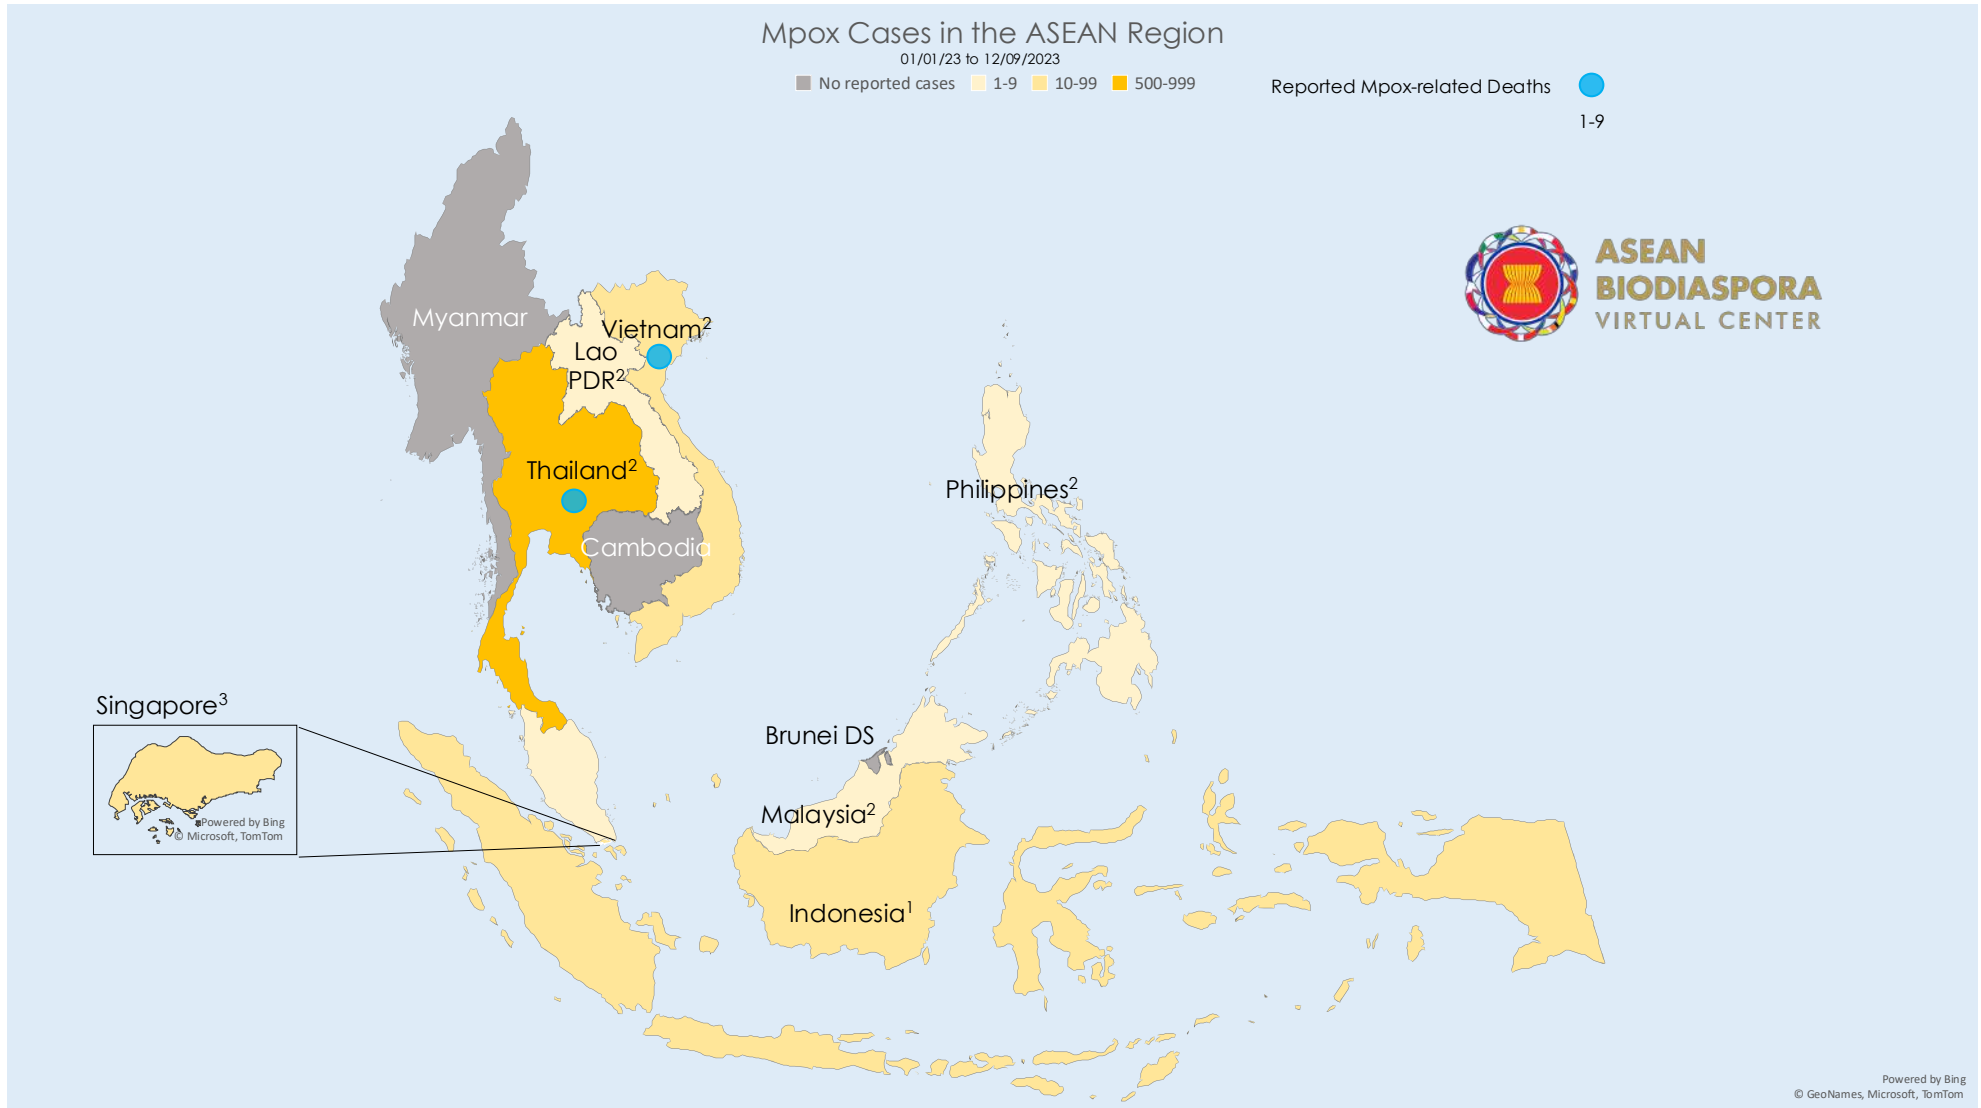 Mpox Cases in the ASEAN Region
01/01/23 to 12/09/2023
No reported cases 1-9 10-99 500-999
Reported Mpox-related Deaths
1-9
ASEAN
BIODIASPORA
VIRTUAL CENTER
Myanmar
Vietnam²
Lao
PDR²
Thailand²
Philippines²
Cambodia
Singapore³
Powered by Bing
© Microsoft, TomTom
Brunei DS
Malaysia²
Indonesia¹
Powered by Bing
© GeoNames, Microsoft, TomTom